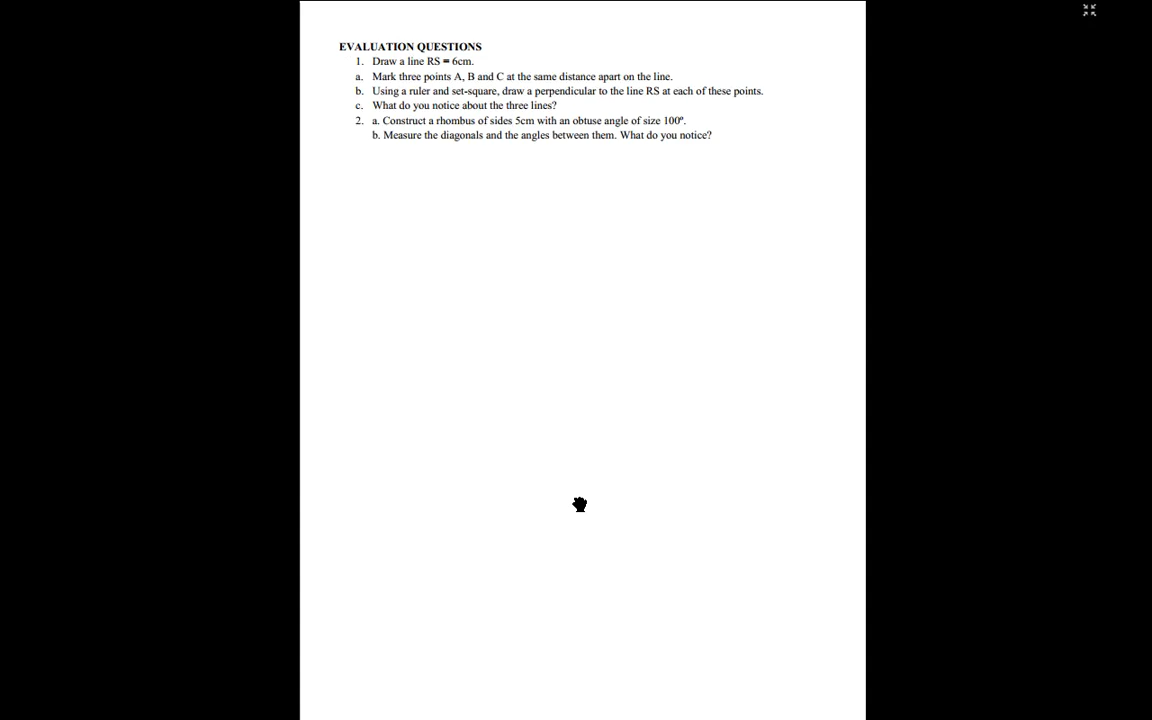 EVALUATION QUESTIONS
1. Draw a line RS = 6cm.
a. Mark three points A, B and C at the same distance apart on the line.
b. Using a ruler and set-square, draw a perpendicular to the line RS at each of these points.
c. What do you notice about the three lines?
2. a. Construct a rhombus of sides 5cm with an obtuse angle of size 100º.
b. Measure the diagonals and the angles between them. What do you notice?